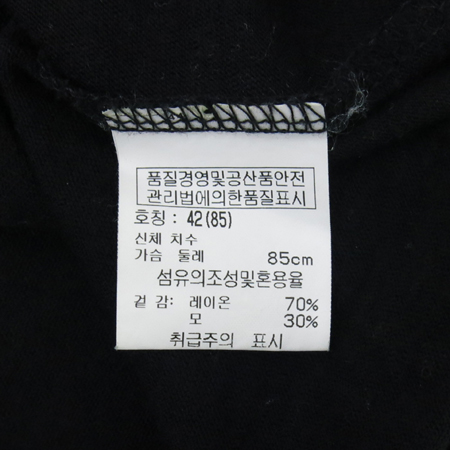 품질경영및공산품안전
관리법에의한품질표시
호칭 : 42(85)
신체 치수
가슴 둘레 85cm
섬유의조성및혼용율
겉 감: 레이온 70%
모 30%
취급주의 표시